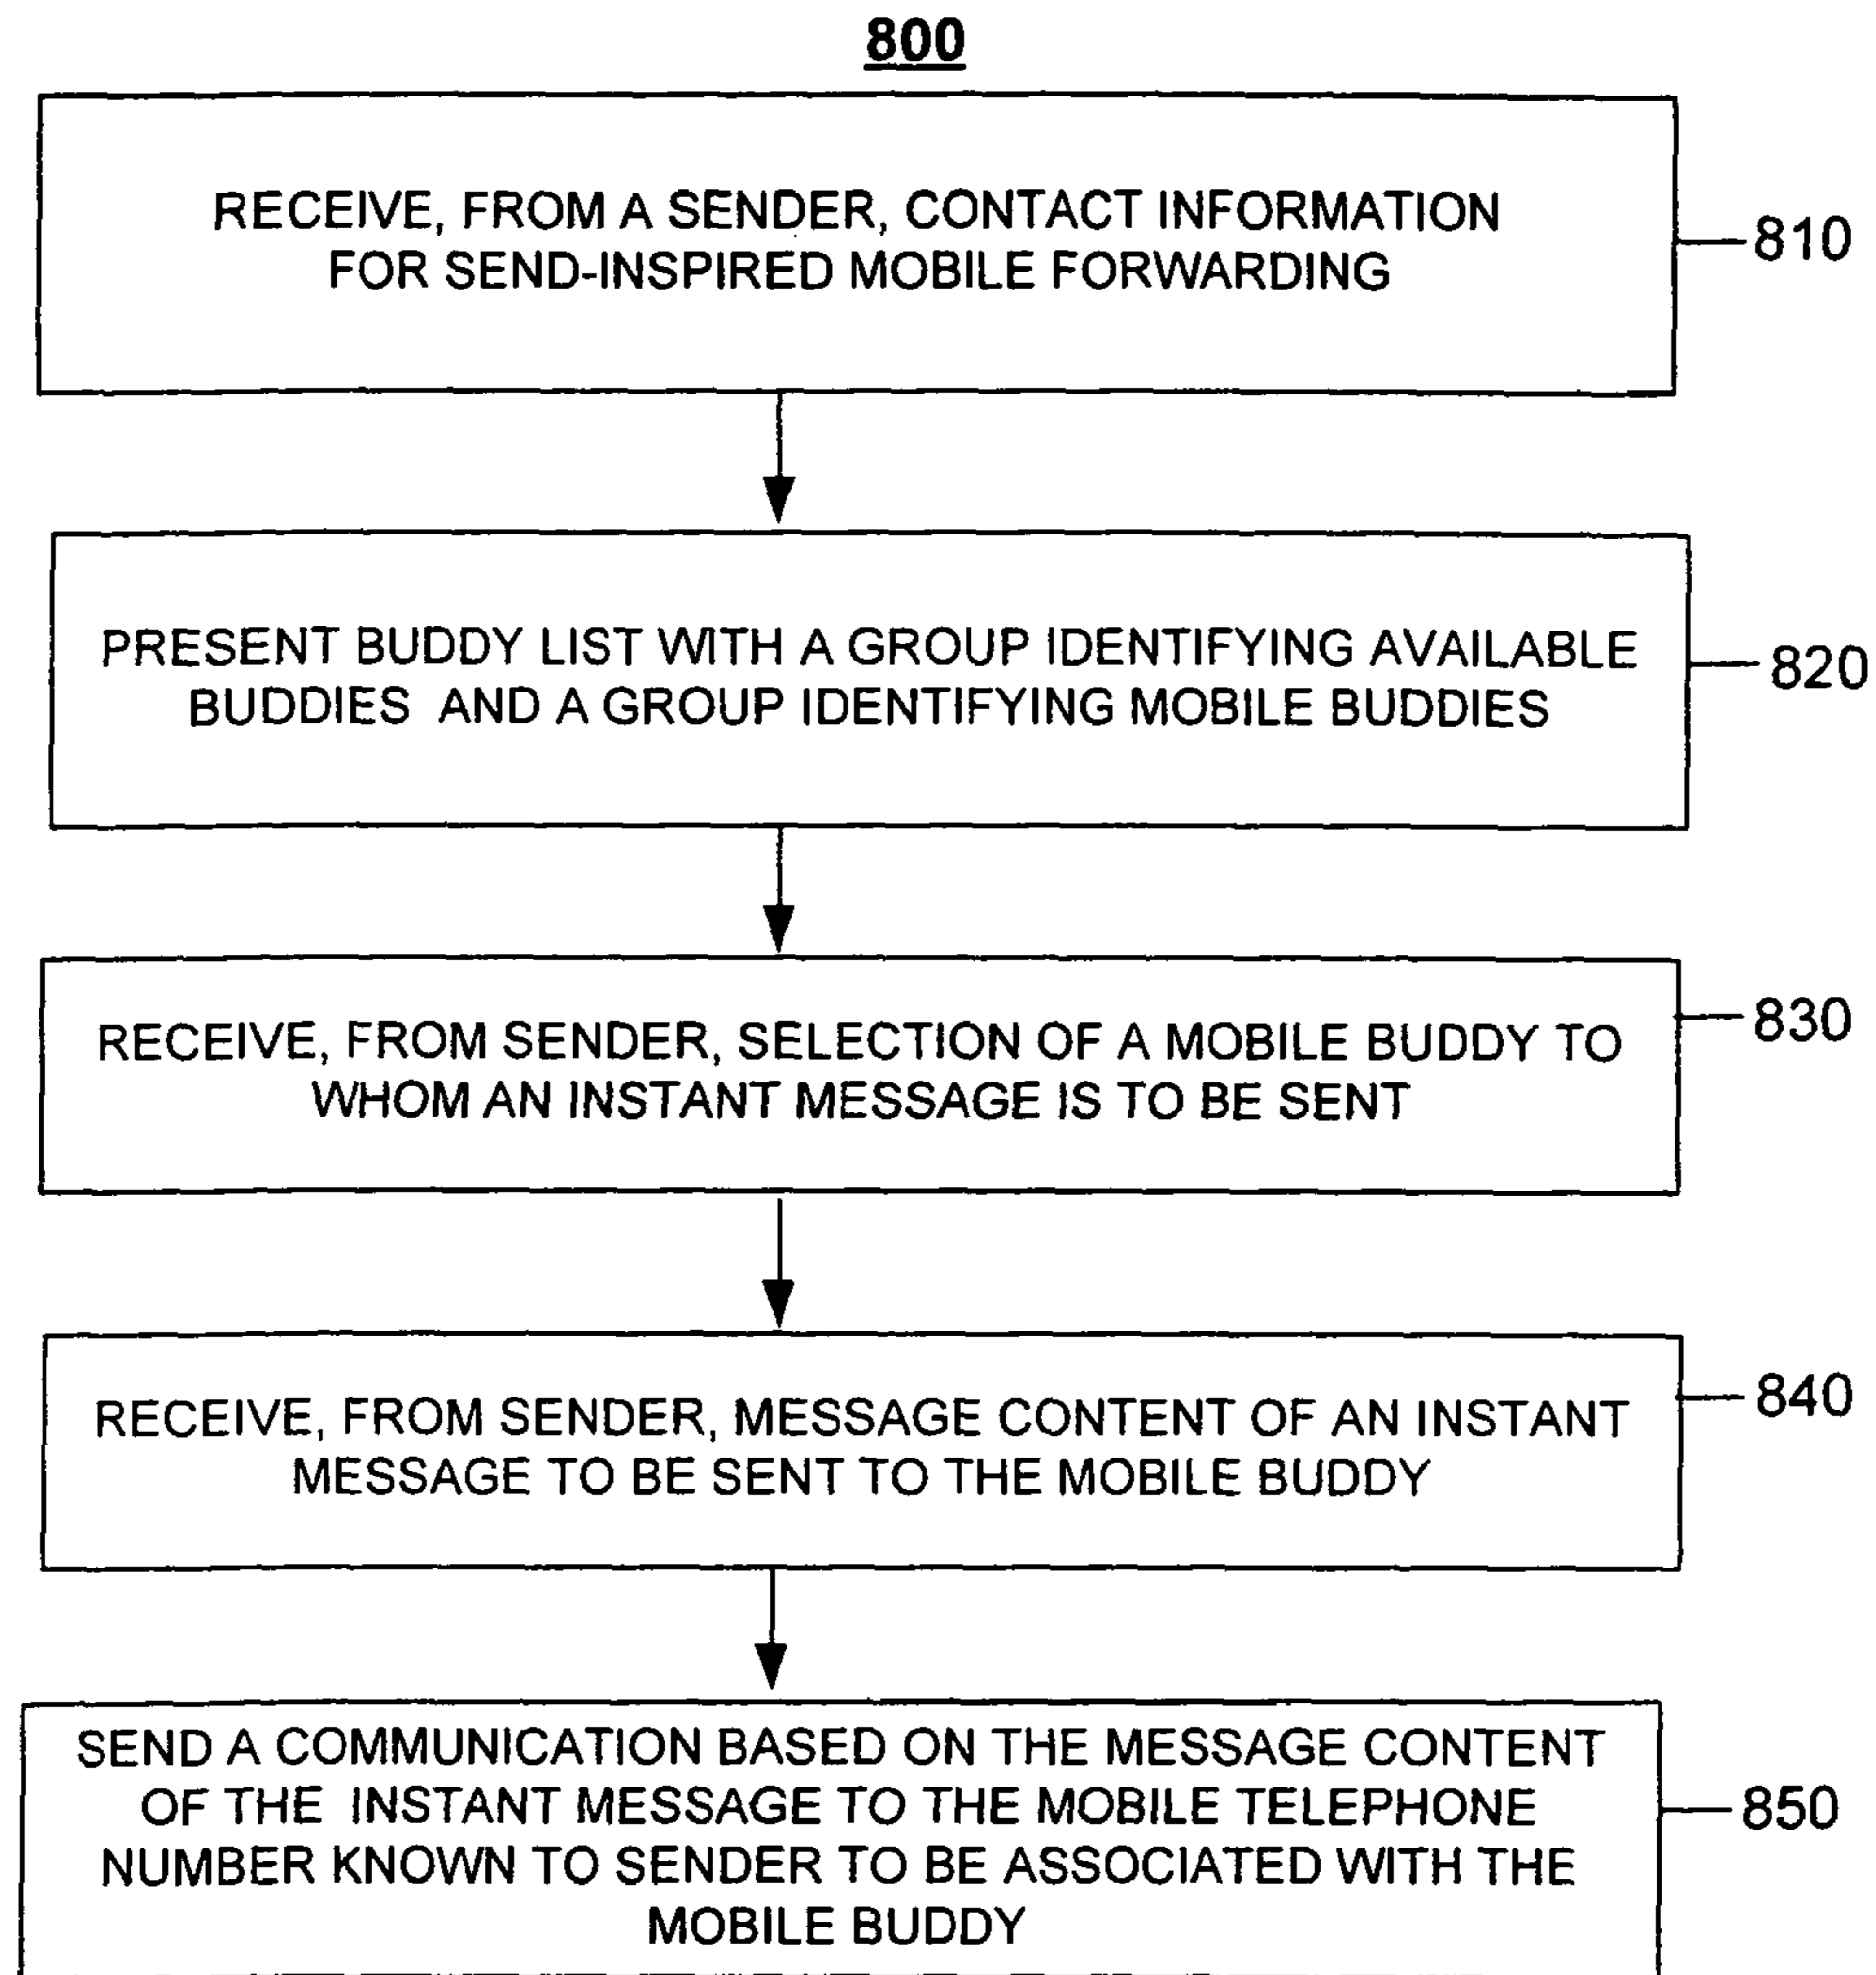 800
RECEIVE, FROM A SENDER, CONTACT INFORMATION
FOR SEND-INSPIRED MOBILE FORWARDING
810
PRESENT BUDDY LIST WITH A GROUP IDENTIFYING AVAILABLE
BUDDIES AND A GROUP IDENTIFYING MOBILE BUDDIES
820
RECEIVE, FROM SENDER, SELECTION OF A MOBILE BUDDY TO
WHOM AN INSTANT MESSAGE IS TO BE SENT
830
RECEIVE, FROM SENDER, MESSAGE CONTENT OF AN INSTANT
MESSAGE TO BE SENT TO THE MOBILE BUDDY
840
SEND A COMMUNICATION BASED ON THE MESSAGE CONTENT
OF THE INSTANT MESSAGE TO THE MOBILE TELEPHONE
NUMBER KNOWN TO SENDER TO BE ASSOCIATED WITH THE
MOBILE BUDDY
850